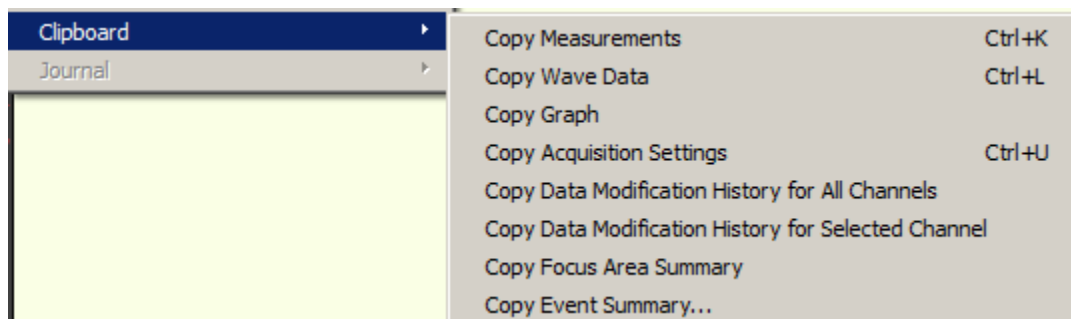 Clipboard
Journal
Copy Measurements Ctrl+K
Copy Wave Data Ctrl+L
Copy Graph
Copy Acquisition Settings Ctrl+U
Copy Data Modification History for All Channels
Copy Data Modification History for Selected Channel
Copy Focus Area Summary
Copy Event Summary...